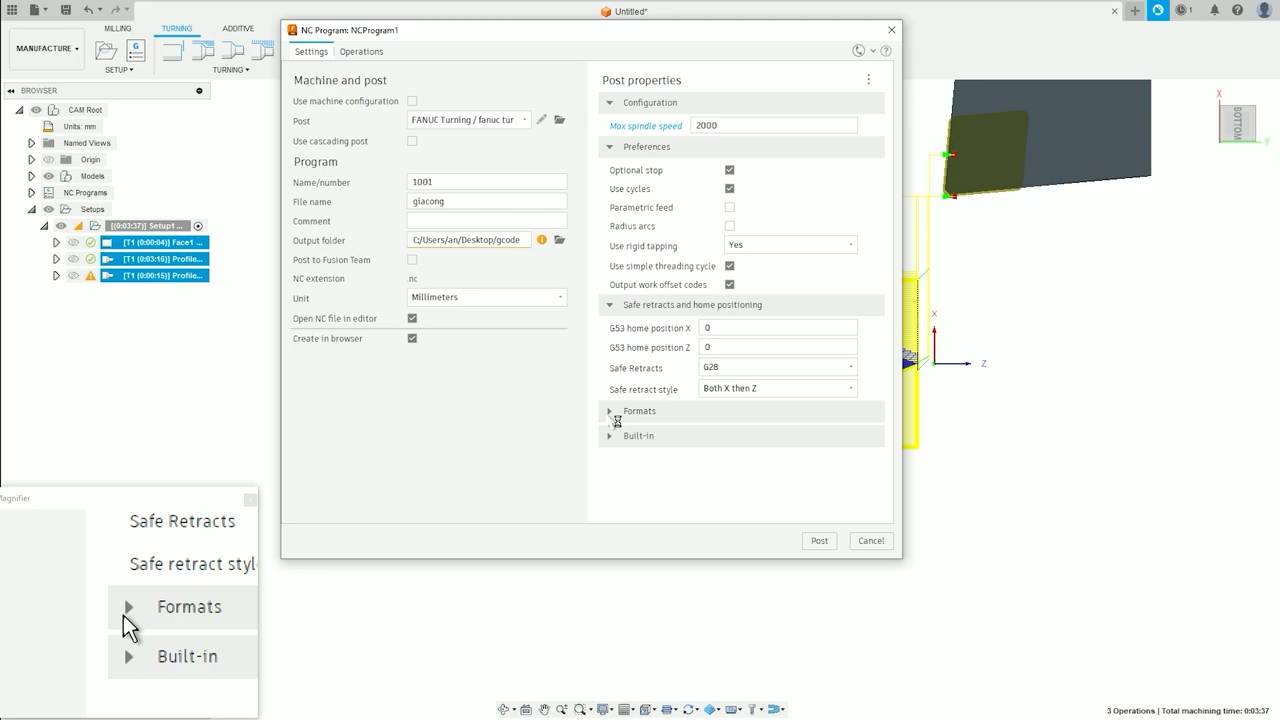 Untitled*
1
MANUFACTURE
MILLING
TURNING
ADDITIVE
SETUP
TURNING
BROWSER
CAM Root
Units: mm
Named Views
Origin
Models
NC Programs
Setups
[(0:03:37)] Setup1 ...
[T1 (0:00:04)] Face1
[T1 (0:03:16)] Profile...
[T1 (0:00:15)] Profile...
NC Program: NCProgram1
Settings
Operations
Machine and post
Use machine configuration
Post
FANUC Turning / fanuc tur
Use cascading post
Program
Name/number
1001
File name
giacong
Comment
Output folder
C:/Users/an/Desktop/gcode
Post to Fusion Team
NC extension
.nc
Unit
Millimeters
Open NC file in editor
Create in browser
Post properties
Configuration
Max spindle speed
2000
Preferences
Optional stop
Use cycles
Parametric feed
Radius arcs
Use rigid tapping
Yes
Use simple threading cycle
Output work offset codes
Safe retracts and home positioning
G53 home position X
0
G53 home position Z
0
Safe Retracts
G28
Safe retract style
Both X then Z
Formats
Built-in
Post
Cancel
X
BOTTOM
Y
X
Z
Magnifier
Safe Retracts
Safe retract styl
Formats
Built-in
3 Operations | Total machining time: 0:03:37